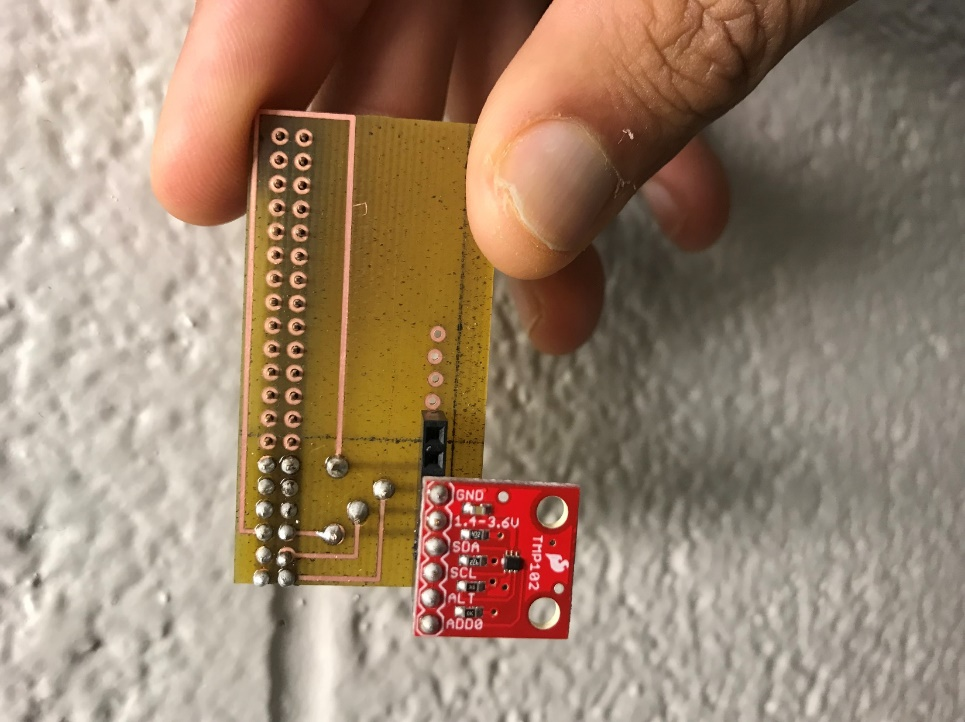 GND
1.4-3.6V
SDA
SCL
ALT
ADD0
TMP102